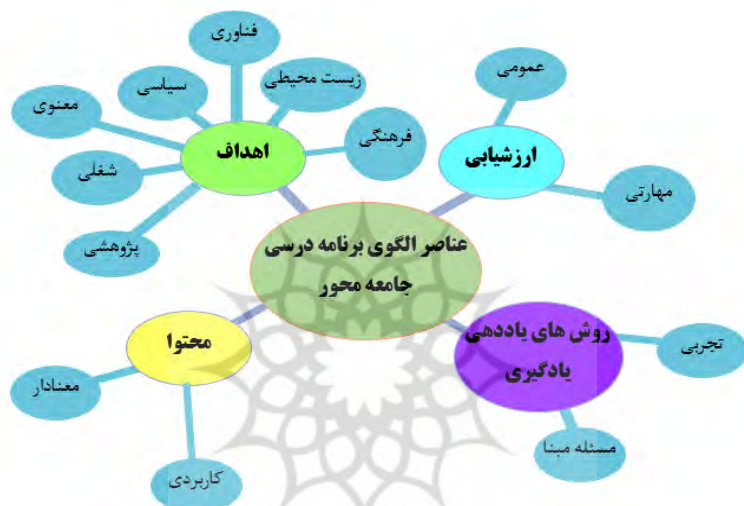 فناوری
زیست محیطی
سیاسی
معنوی
فرهنگی
اهداف
شغلی
پژوهشی
عمومی
ارزشیابی
مهارتی
عناصر الگوی برنامه درسی
جامعه محور
روش های یاددهی
یادگیری
تجربی
مسئله مبنا
محتوا
معنادار
کاربردی